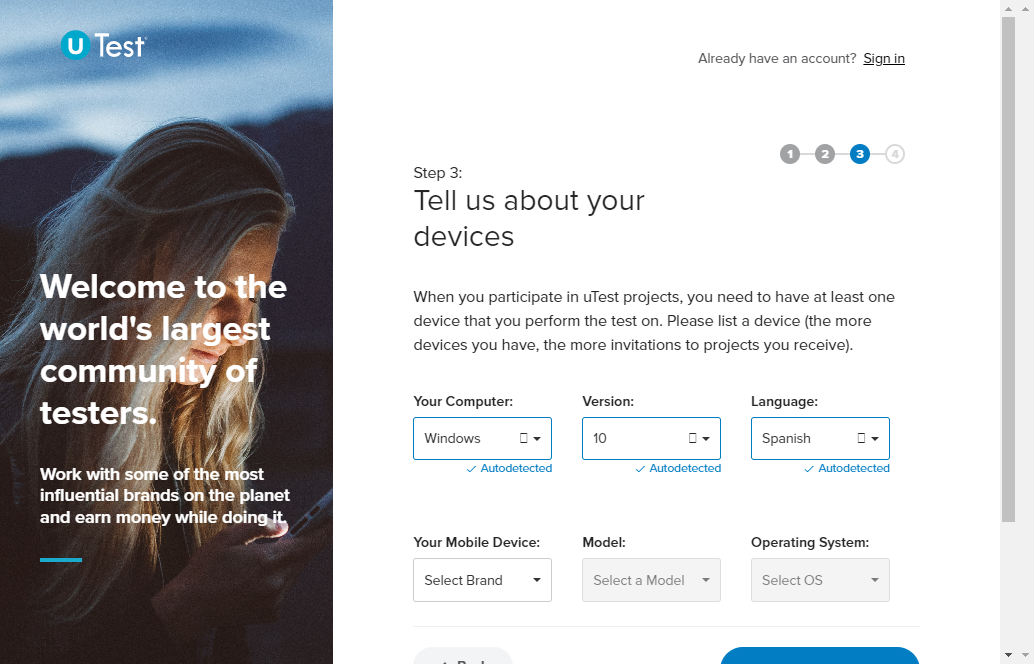 uTest
Already have an account? Sign in
1 2 3 4
Step 3:
Tell us about your
devices
Welcome to the
world's largest
community of
testers.
Work with some of the most
influential brands on the planet
and earn money while doing it.
When you participate in uTest projects, you need to have at least one
device that you perform the test on. Please list a device (the more
devices you have, the more invitations to projects you receive).
Your Computer: Version: Language:
Windows 10 Spanish
Autodetected Autodetected Autodetected
Your Mobile Device: Model: Operating System:
Select Brand Select a Model Select OS